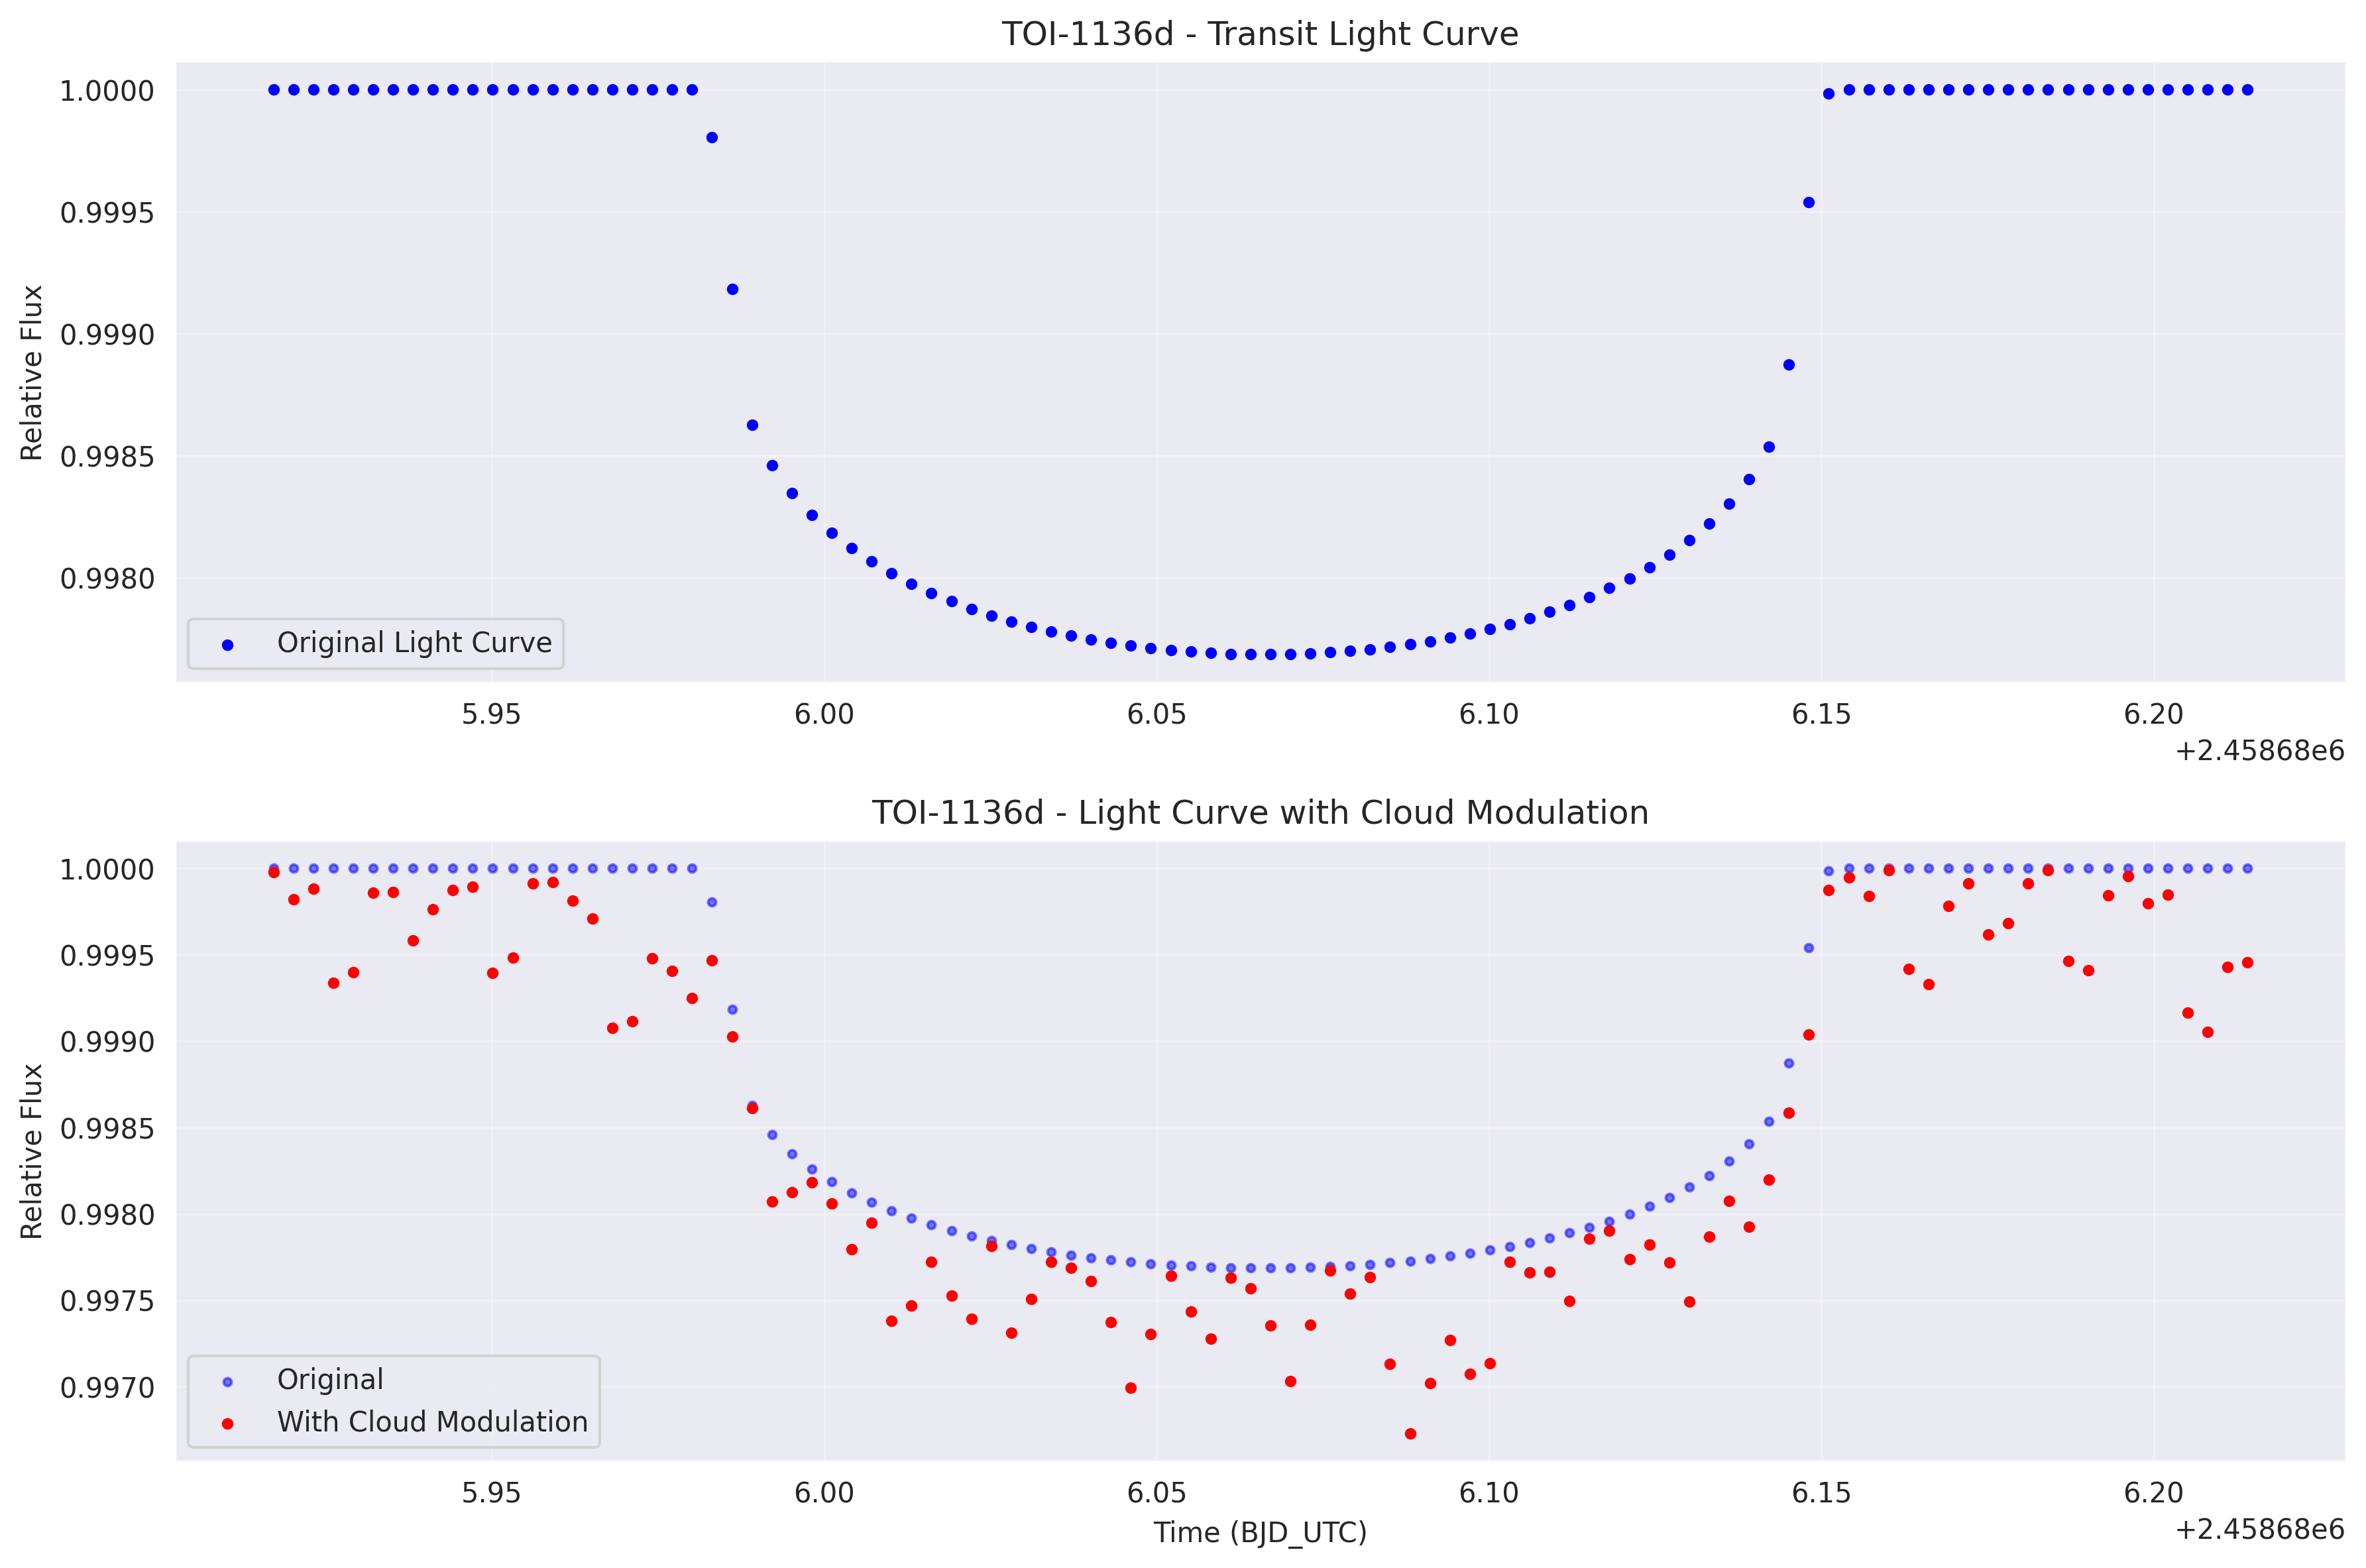 TOI-1136d - Transit Light Curve
Relative Flux
1.0000
0.9995
0.9990
0.9985
0.9980
Original Light Curve
5.95 6.00 6.05 6.10 6.15 6.20
+2.45868e6
TOI-1136d - Light Curve with Cloud Modulation
Relative Flux
1.0000
0.9995
0.9990
0.9985
0.9980
0.9975
0.9970
Original
With Cloud Modulation
5.95 6.00 6.05 6.10 6.15 6.20
Time (BJD_UTC)
+2.45868e6